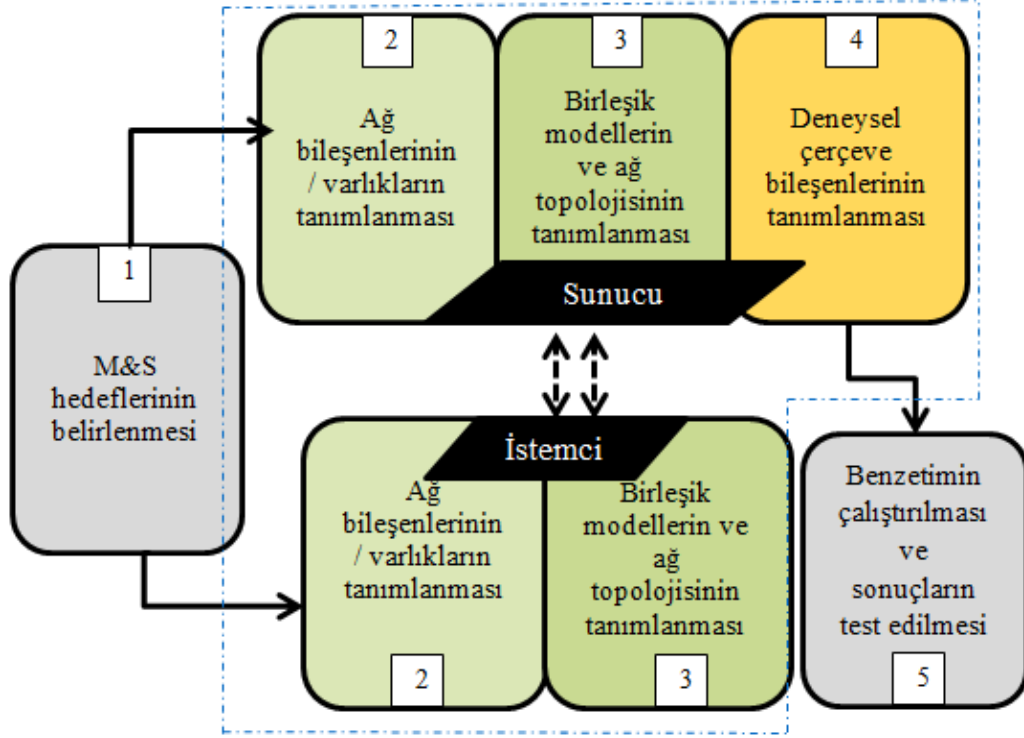 1
M&S
hedeflerinin
belirlenmesi
2
Ağ
bileşenlerinin
/ varlıkların
tanımlanması
3
Birleşik
modellerin
ve ağ
topolojisinin
tanımlanması
4
Deneysel
çerçeve
bileşenlerinin
tanımlanması
Sunucu
İstemci
Ağ
bileşenlerinin
/ varlıkların
tanımlanması
2
Birleşik
modellerin ve
ağ
topolojisinin
tanımlanması
3
Benzetimin
çalıştırılması
ve
sonuçların
test edilmesi
5